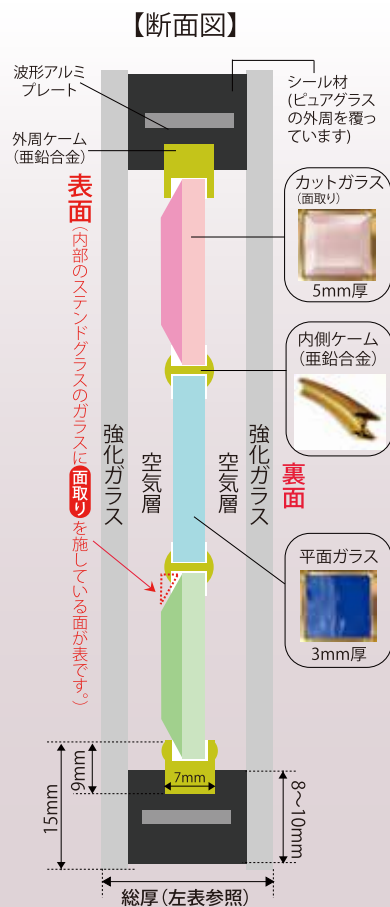 【断面図】
波形アルミ
プレート
シール材
(ピュアグラス
の外周を覆っ
ています)
外周ケーム
(亜鉛合金)
カットガラス
(面取り)
5mm厚
表面
(内部のステンドグラスのガラスに面取りを施している面が表です。)
内側ケーム
(亜鉛合金)
強化ガラス
空気層
空気層
強化ガラス
裏面
平面ガラス
3mm厚
7mm
9mm
15mm
8〜10mm
総厚(左表参照)